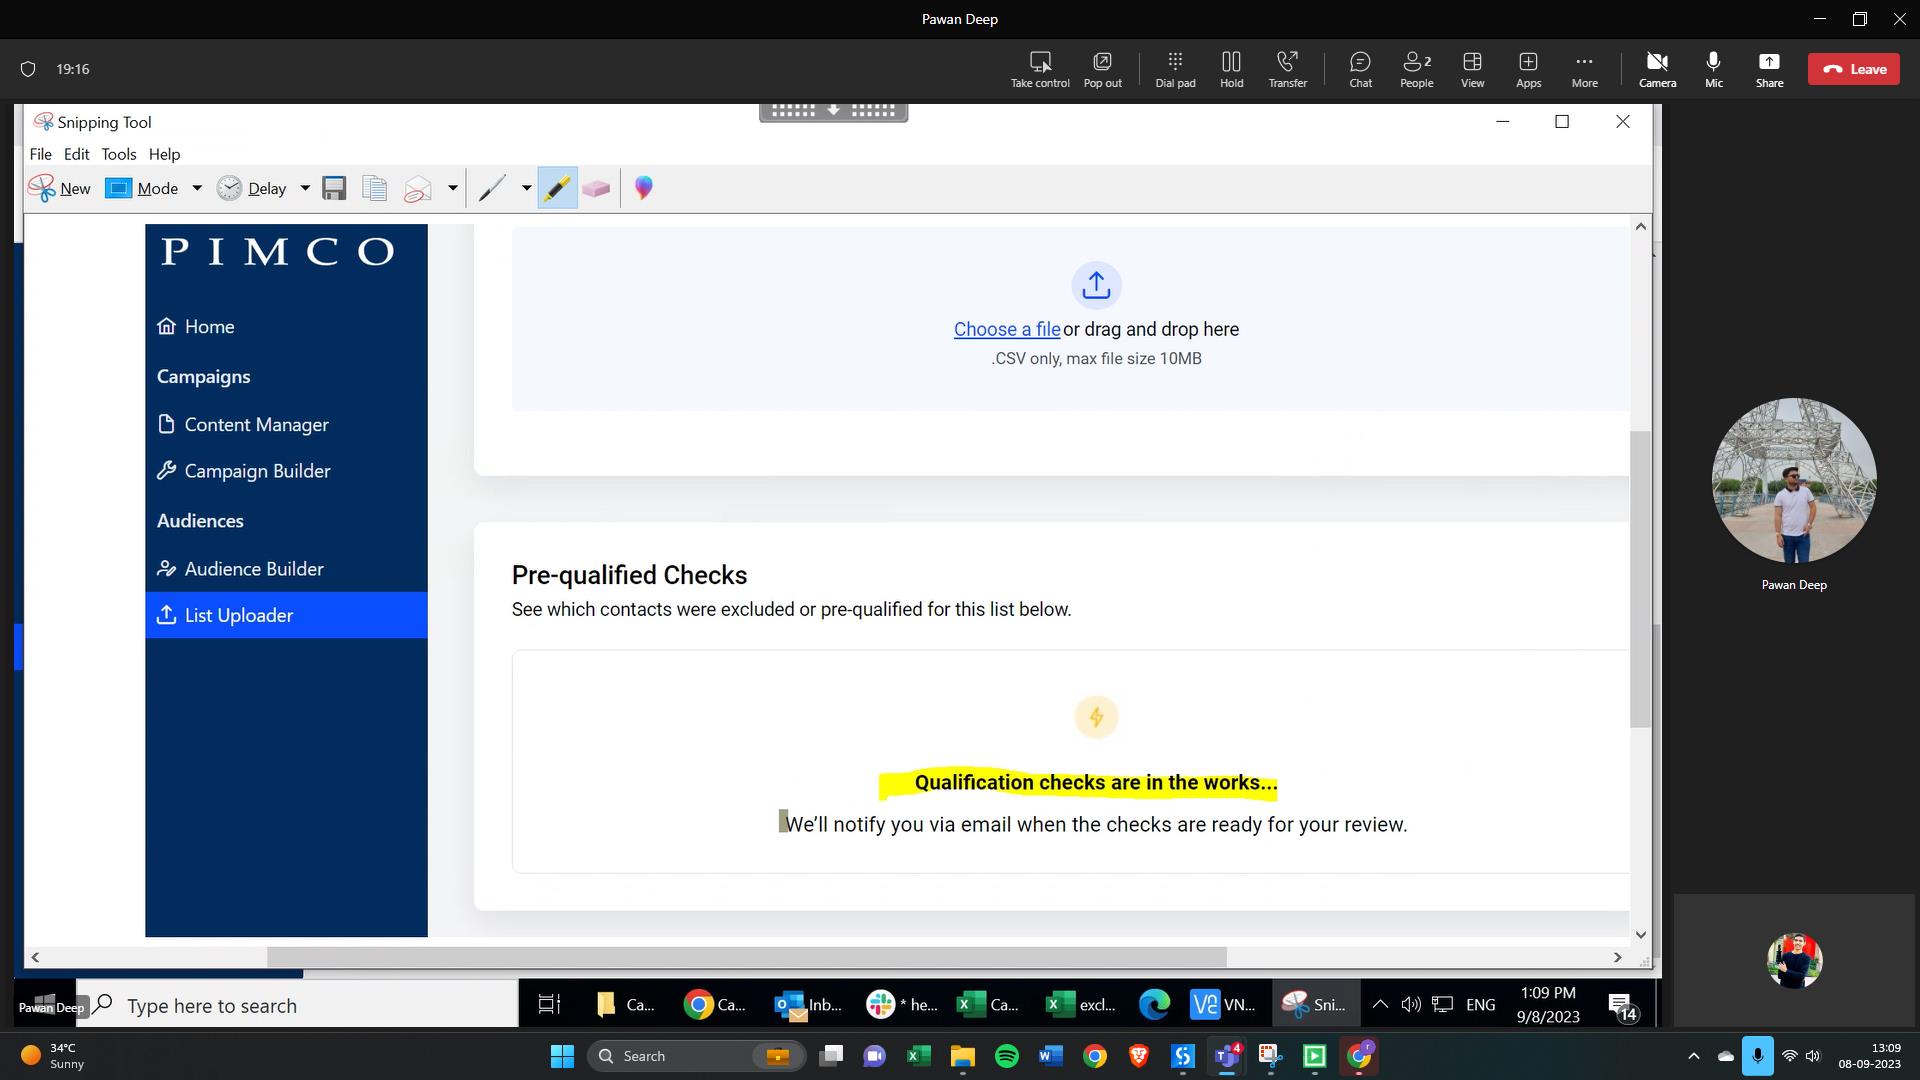 Pawan Deep
19:16
Take control
Pop out
Dial pad
Hold
Transfer
Chat
2
People
View
Apps
More
Camera
Mic
Share
Leave
Snipping Tool
File Edit Tools Help
New Mode Delay
PIMCO
Home
Campaigns
Content Manager
Campaign Builder
Audiences
Audience Builder
List Uploader
Choose a file or drag and drop here
.CSV only, max file size 10MB
Pre-qualified Checks
See which contacts were excluded or pre-qualified for this list below.
Qualification checks are in the works...
We'll notify you via email when the checks are ready for your review.
Pawan Deep
Pawan Deep
Type here to search
Ca...
Ca...
Inb...
* he...
Ca...
excl...
VN...
Sni...
ENG
1:09 PM
9/8/2023
14
34°C
Sunny
Search
4
13:09
08-09-2023